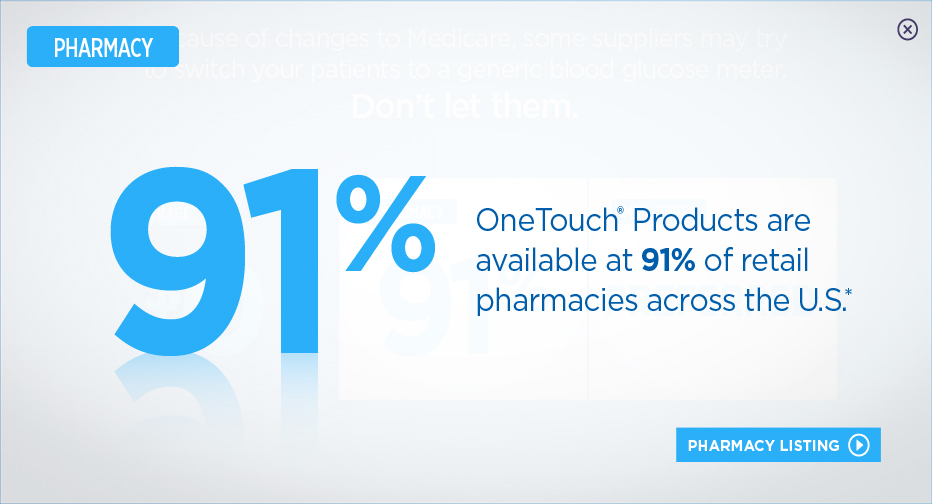 PHARMACY
cause of changes to Medicare, some suppliers may try
to switch your patients to a generic blood glucose meter.
Don't let them.
91%
OneTouch® Products are
available at 91% of retail
pharmacies across the U.S.*
91
PHARMACY LISTING